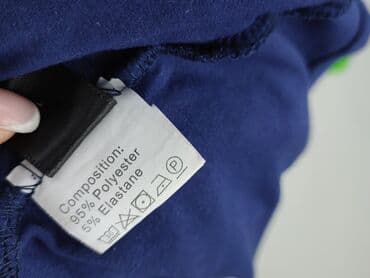 Composition:
95% Polyester
5% Elastane
P